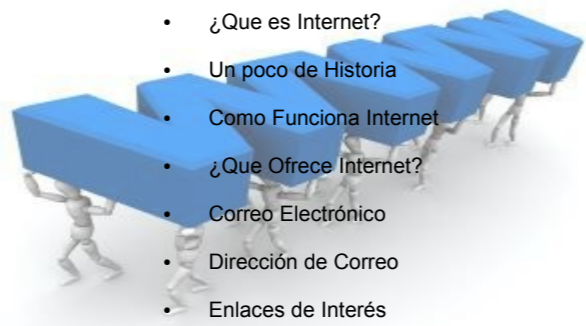 • ¿Que es Internet?
• Un poco de Historia
• Como Funciona Internet
• ¿Que Ofrece Internet?
• Correo Electrónico
• Dirección de Correo
• Enlaces de Interés